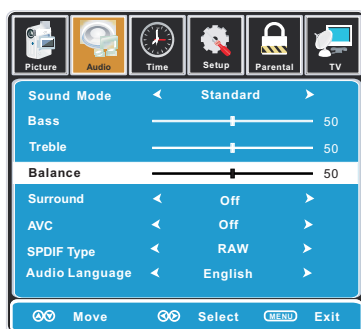 Picture Audio Time Setup Parental TV
Sound Mode Standard
Bass 50
Treble 50
Balance 50
Surround Off
AVC Off
SPDIF Type RAW
Audio Language English
Move Select MENU Exit